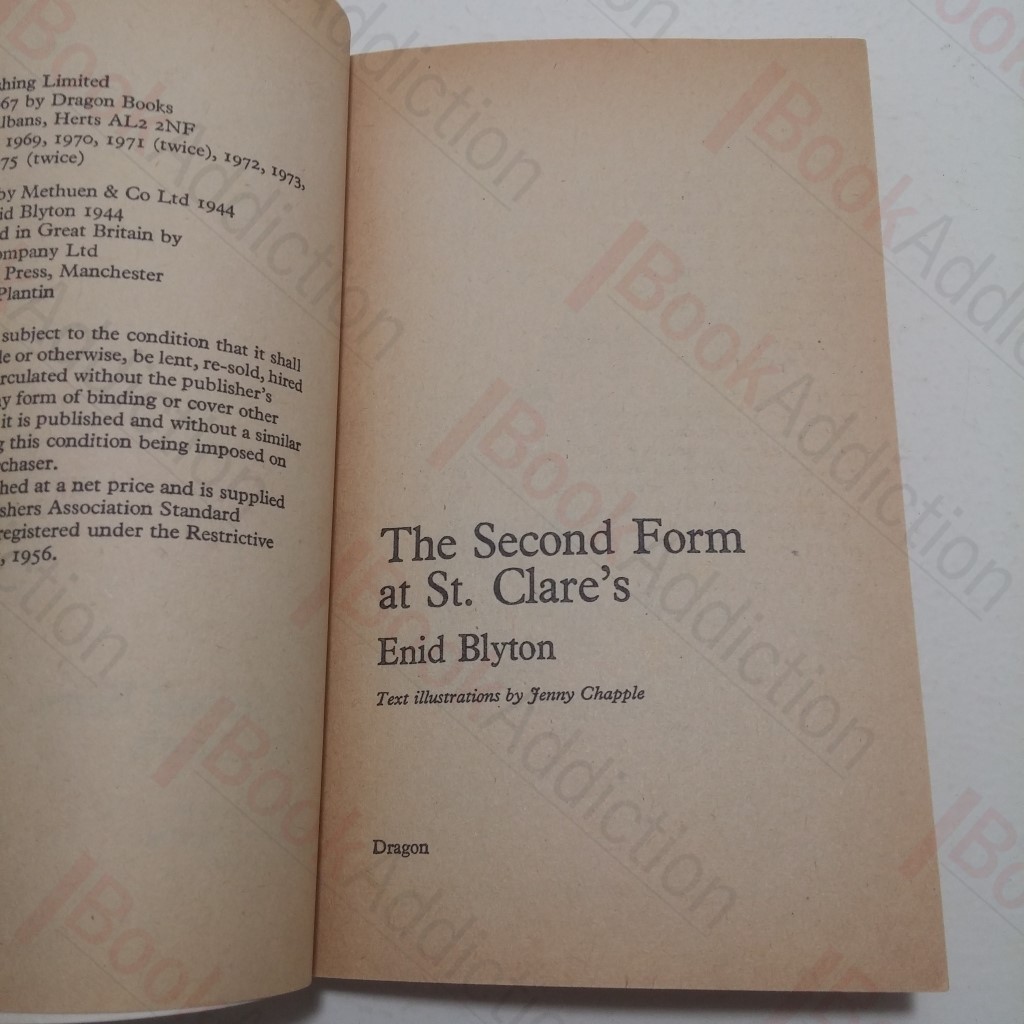 hing Limited
67 by Dragon Books
lbans, Herts AL2 2NF
1969, 1970, 1971 (twice), 1972, 1973,
75 (twice)
by Methuen & Co Ltd 1944
id Blyton 1944
d in Great Britain by
ompany Ltd
Press, Manchester
Plantin
subject to the condition that it shall
le or otherwise, be lent, re-sold, hired
rculated without the publisher's
y form of binding or cover other
it is published and without a similar
g this condition being imposed on
chaser.
hed at a net price and is supplied
shers Association Standard
registered under the Restrictive
, 1956.
The Second Form
at St. Clare's
Enid Blyton
Text illustrations by Jenny Chapple
Dragon
BookAddiction